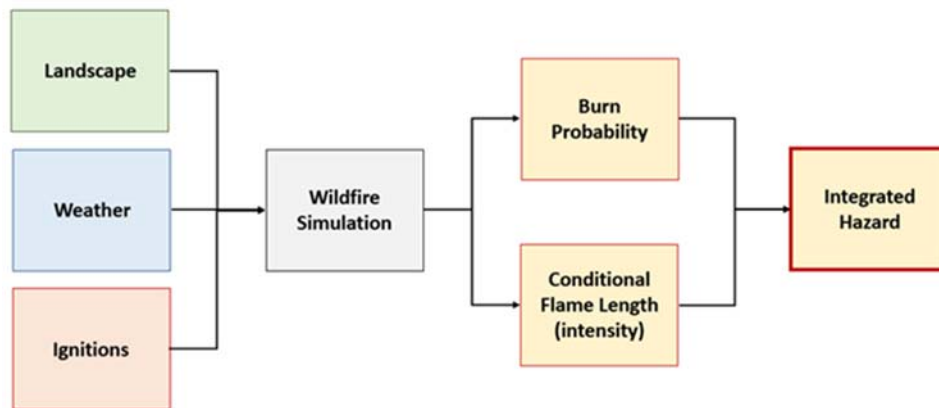 Landscape
Weather
Ignitions
Wildfire
Simulation
Burn
Probability
Conditional
Flame Length
(intensity)
Integrated
Hazard